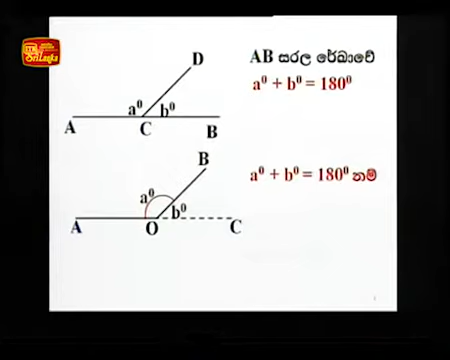 D
AB සරල රේඛාවේ
a⁰ + b⁰ = 180⁰
a⁰ b⁰
A C B
B
a⁰ + b⁰ = 180⁰ නම්
a⁰
b⁰
A O C